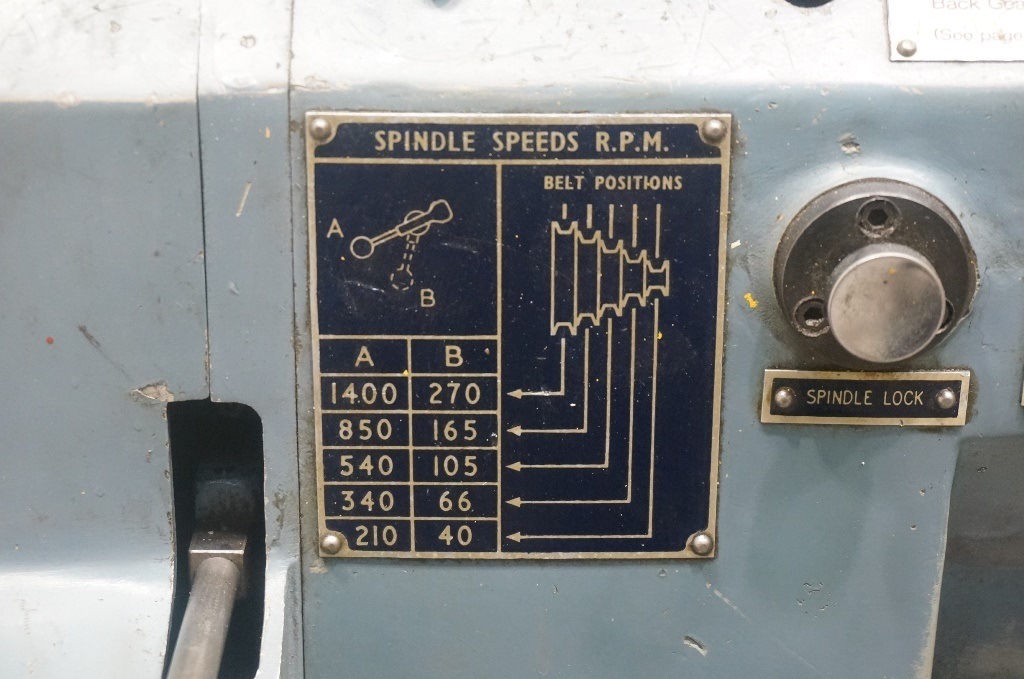 Back Gea
(See page
SPINDLE SPEEDS R.P.M.
BELT POSITIONS
A
B
A B
1400 270
850 165
540 105
340 66
210 40
SPINDLE LOCK